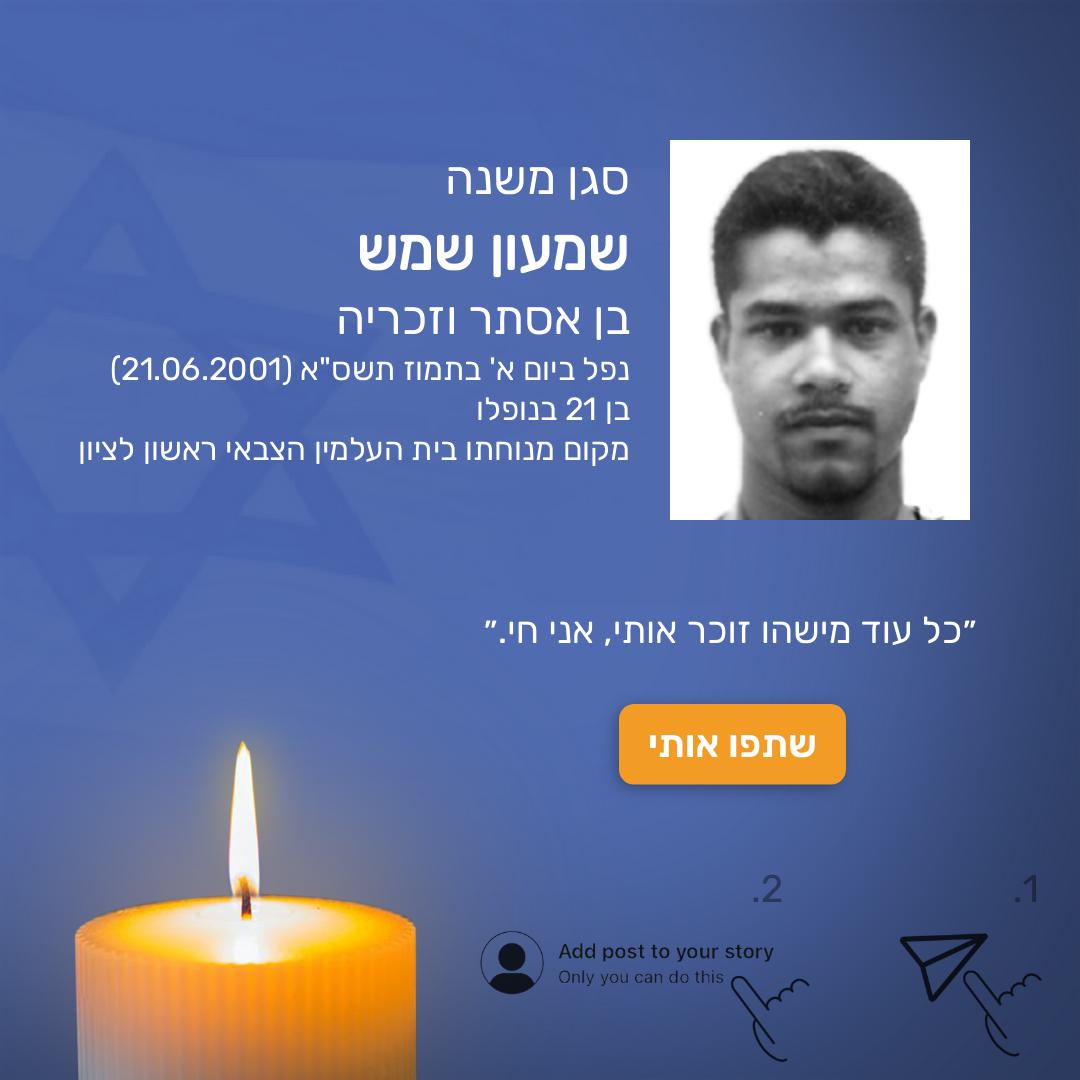 סגן משנה
שמעון שמש
בן אסתר וזכריה
נפל ביום א' בתמוז תשס"א (21.06.2001)
בן 21 בנופלו
מקום מנוחתו בית העלמין הצבאי ראשון לציון
״כל עוד מישהו זוכר אותי, אני חי.״
שתפו אותי
1.
2.
Add post to your story
Only you can do this